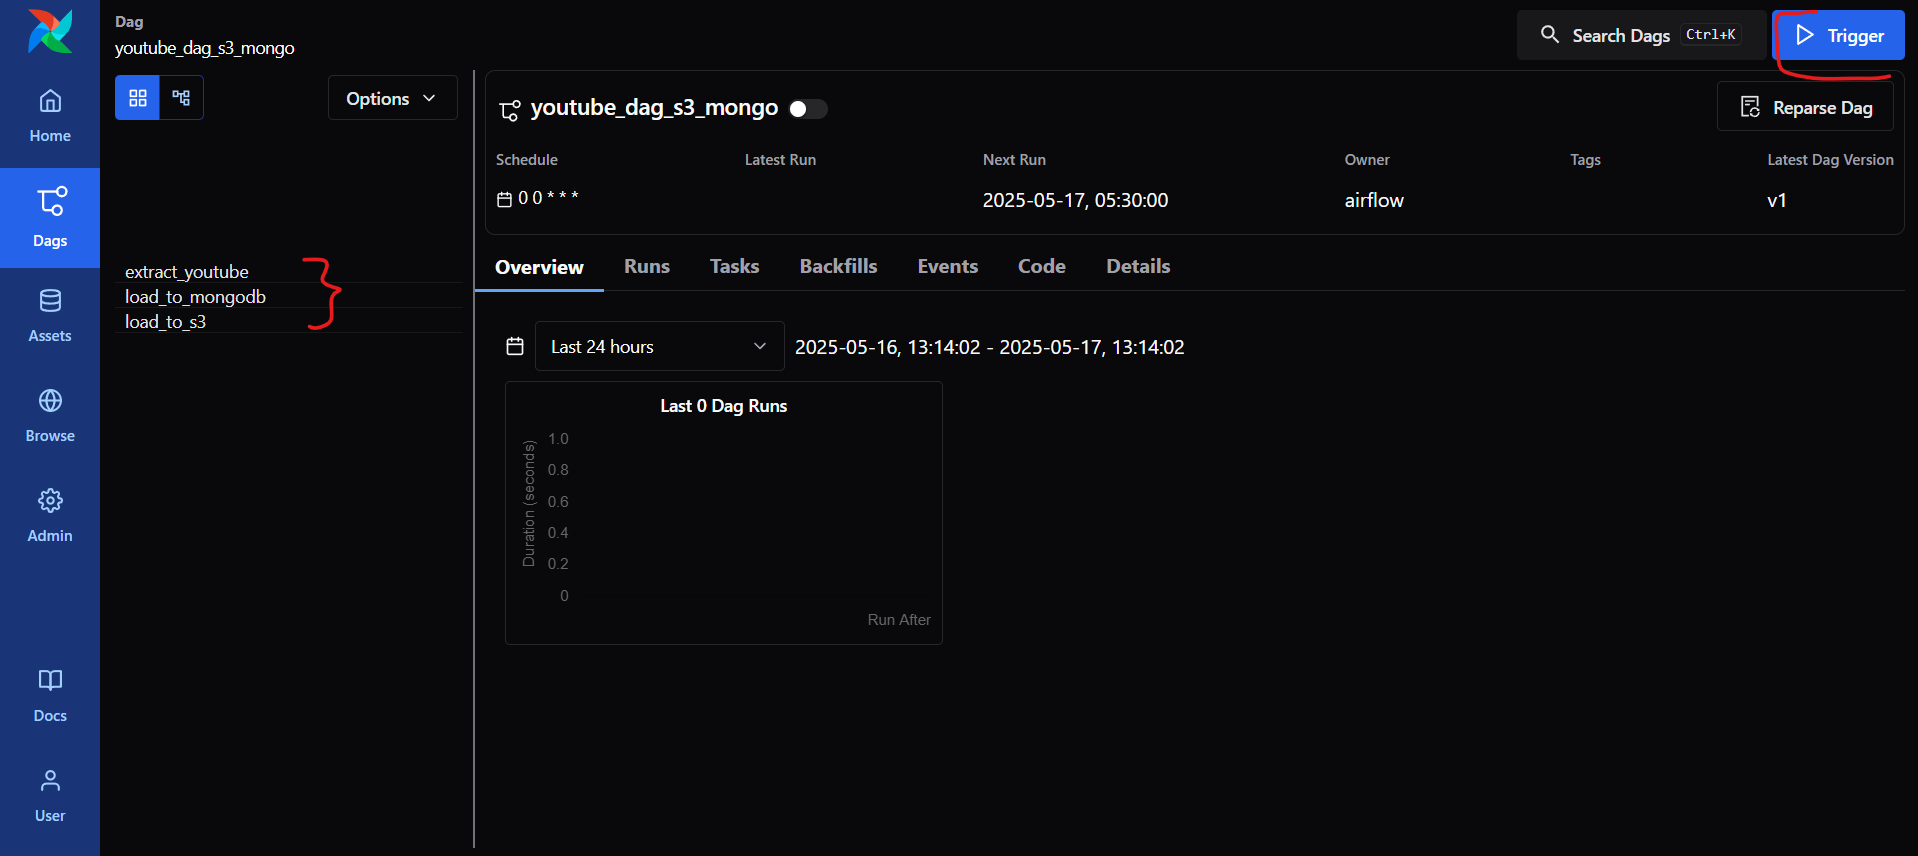 Dag
youtube_dag_s3_mongo
Search Dags Ctrl+K
Trigger
Home
Dags
Assets
Browse
Admin
Docs
User
Options
extract_youtube
load_to_mongodb
load_to_s3
youtube_dag_s3_mongo
Reparse Dag
Schedule Latest Run Next Run Owner Tags Latest Dag Version
0 0 * * * 2025-05-17, 05:30:00 airflow v1
Overview Runs Tasks Backfills Events Code Details
Last 24 hours 2025-05-16, 13:14:02 - 2025-05-17, 13:14:02
Last 0 Dag Runs
Duration (seconds)
1.0
0.8
0.6
0.4
0.2
0
Run After